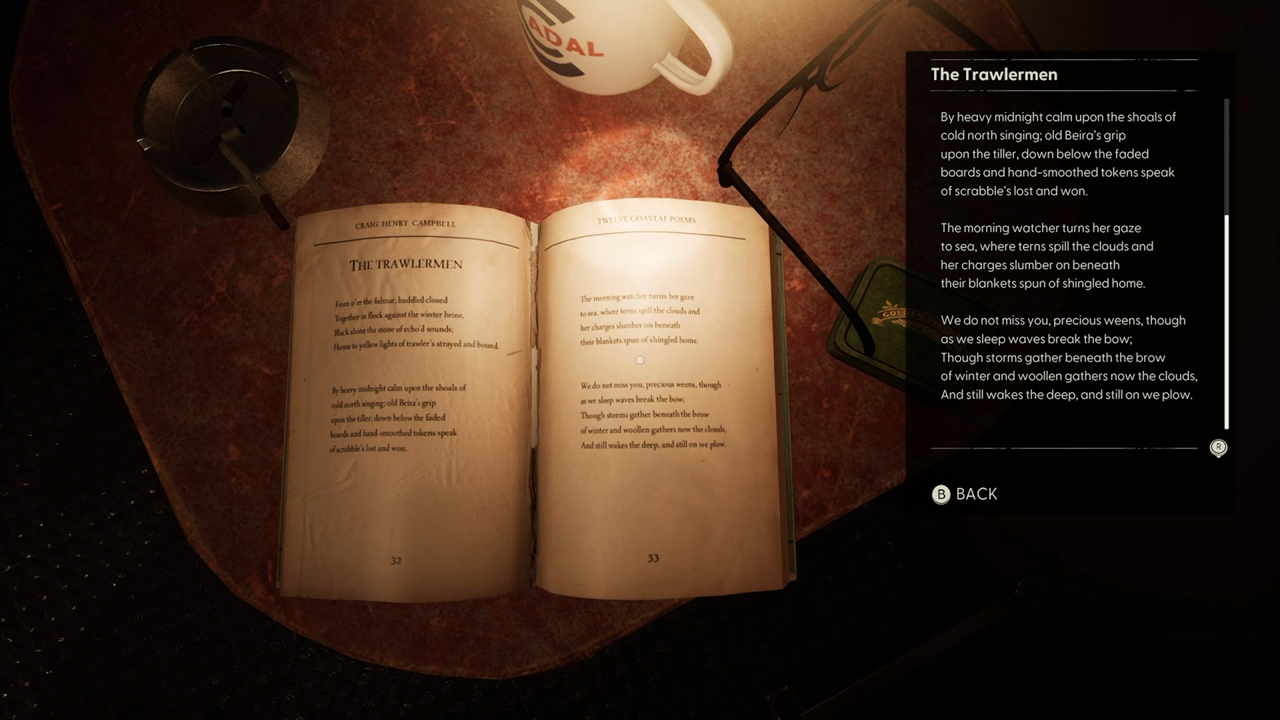 ADAL
CRAIG HENRY CAMPBELL
THE TRAWLERMEN
From o'er the fulmar, huddled closed
Together in flock against the winter brine,
Black shine the stone of echo'd sounds;
Home to yellow lights of trawler's strayed and bound.
By heavy midnight calm upon the shoals of
cold north singing; old Beira's grip
upon the tiller, down below the faded
boards and hand-smoothed tokens speak
of scrabble's lost and won.
32
TWELVE COASTAL POEMS
The morning watcher turns her gaze
to sea, where terns spill the clouds and
her charges slumber on beneath
their blankets spun of shingled home.
We do not miss you, precious weens, though
as we sleep waves break the bow;
Though storms gather beneath the brow
of winter and woollen gathers now the clouds,
And still wakes the deep, and still on we plow.
33
The Trawlermen
By heavy midnight calm upon the shoals of
cold north singing; old Beira's grip
upon the tiller, down below the faded
boards and hand-smoothed tokens speak
of scrabble's lost and won.
The morning watcher turns her gaze
to sea, where terns spill the clouds and
her charges slumber on beneath
their blankets spun of shingled home.
We do not miss you, precious weens, though
as we sleep waves break the bow;
Though storms gather beneath the brow
of winter and woollen gathers now the clouds,
And still wakes the deep, and still on we plow.
R
B BACK